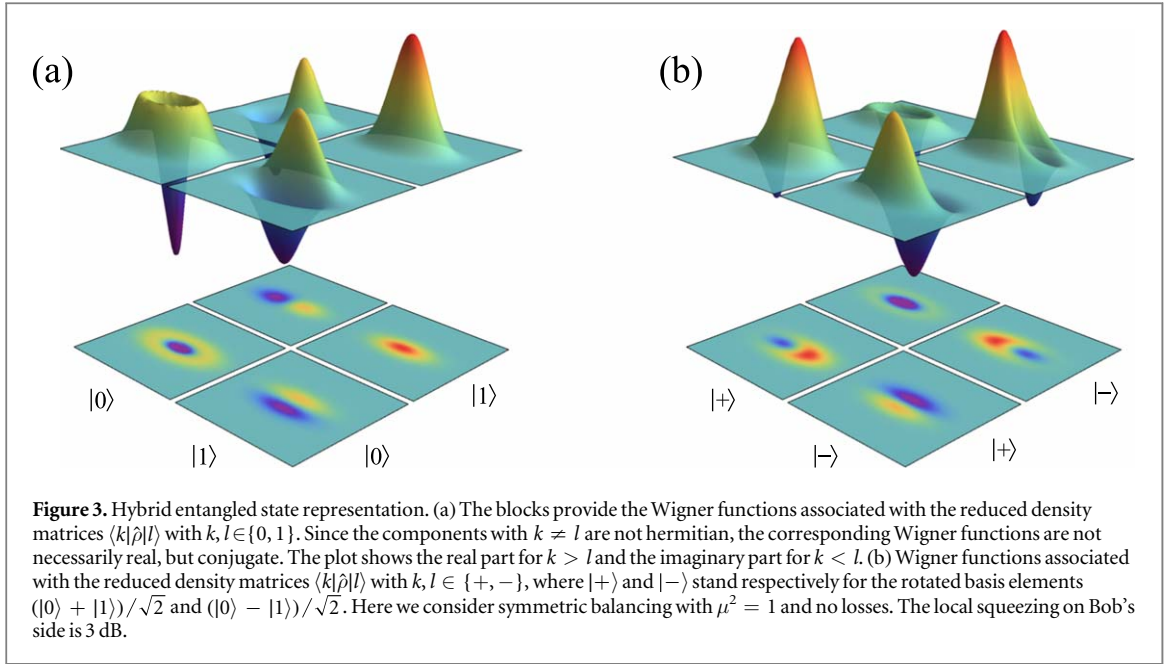 (a)
(b)
|0⟩
|1⟩
|1⟩
|0⟩
|+⟩
|−⟩
|−⟩
|+⟩
Figure 3. Hybrid entangled state representation. (a) The blocks provide the Wigner functions associated with the reduced density
matrices ⟨k|ρ̂|l⟩ with k, l∈{0, 1}. Since the components with k ≠ l are not hermitian, the corresponding Wigner functions are not
necessarily real, but conjugate. The plot shows the real part for k > l and the imaginary part for k < l. (b) Wigner functions associated
with the reduced density matrices ⟨k|ρ̂|l⟩ with k, l ∈ {+, −}, where |+⟩ and |−⟩ stand respectively for the rotated basis elements
(|0⟩ + |1⟩)/√2 and (|0⟩ − |1⟩)/√2. Here we consider symmetric balancing with μ² = 1 and no losses. The local squeezing on Bob's
side is 3 dB.